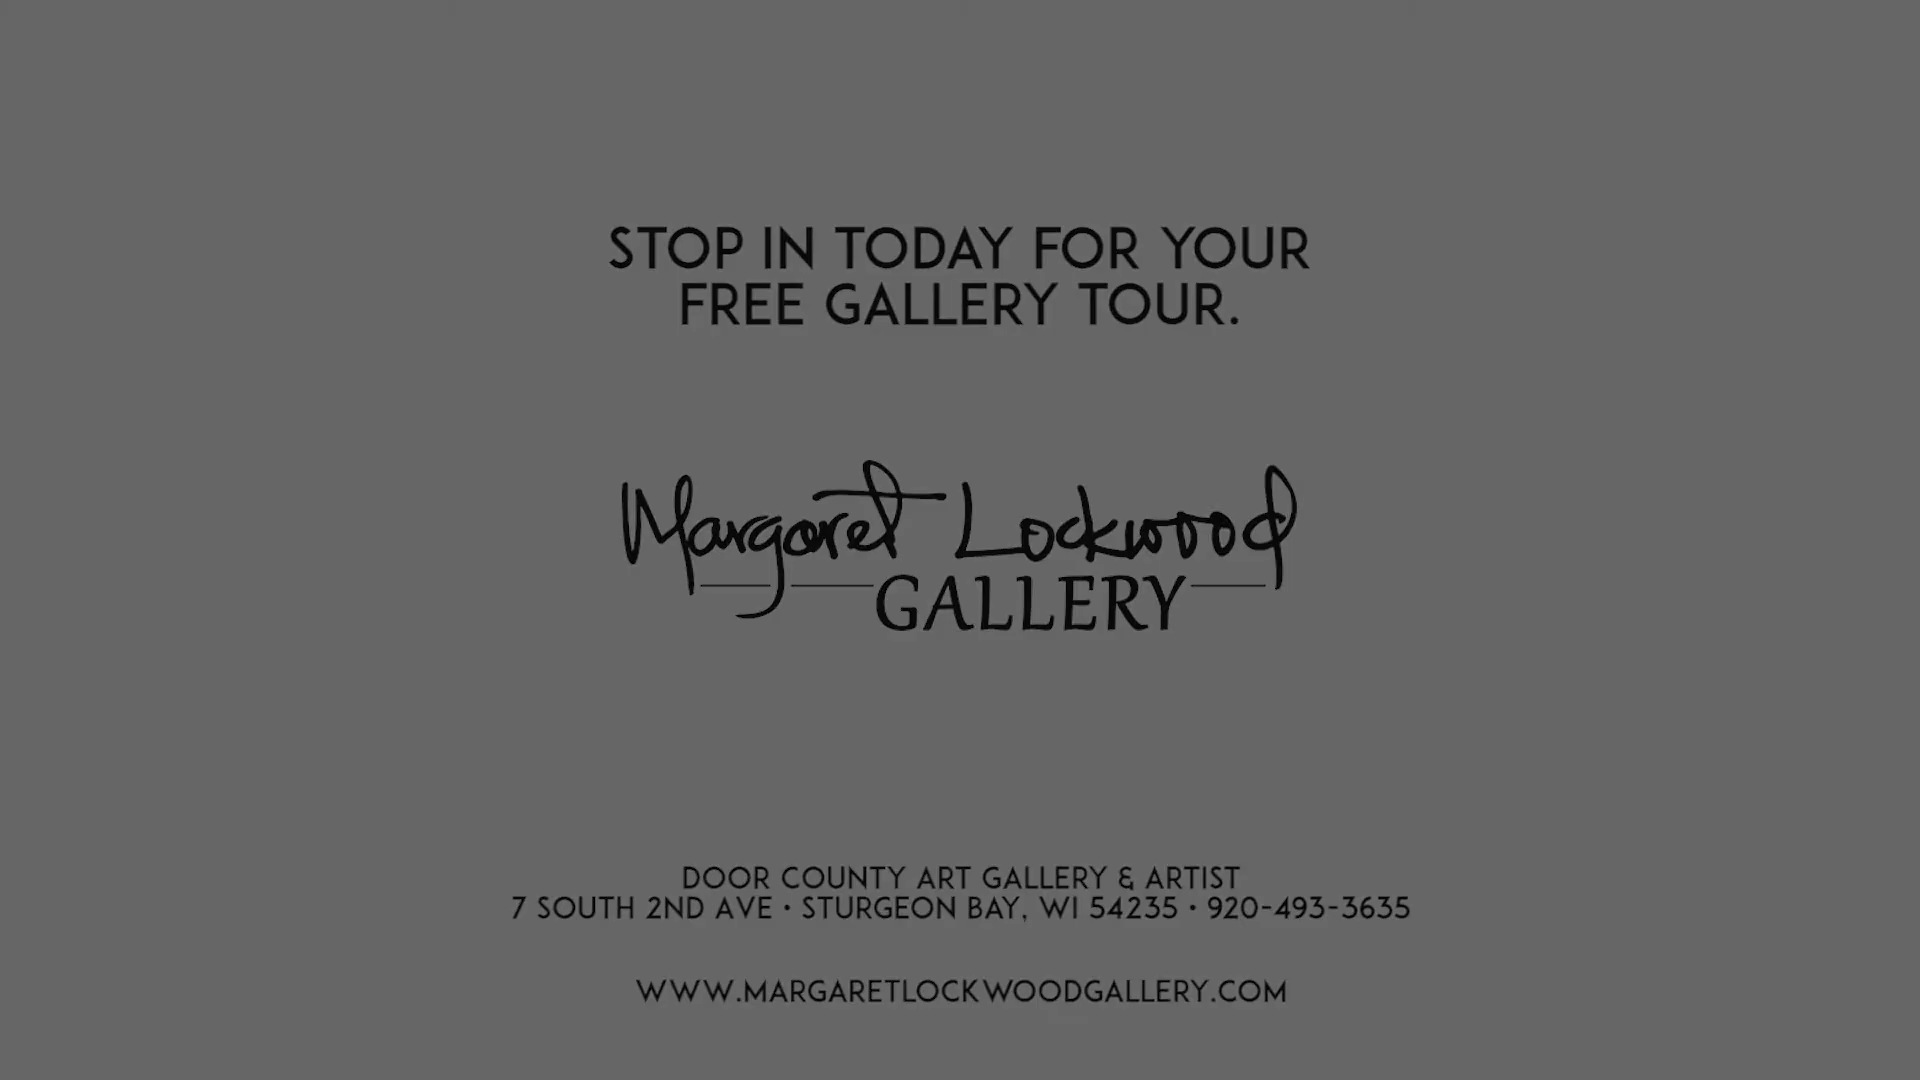 STOP IN TODAY FOR YOUR
FREE GALLERY TOUR.
Margaret Lockwood
GALLERY
DOOR COUNTY ART GALLERY & ARTIST
7 SOUTH 2ND AVE • STURGEON BAY, WI 54235 • 920-493-3635
WWW.MARGARETLOCKWOODGALLERY.COM